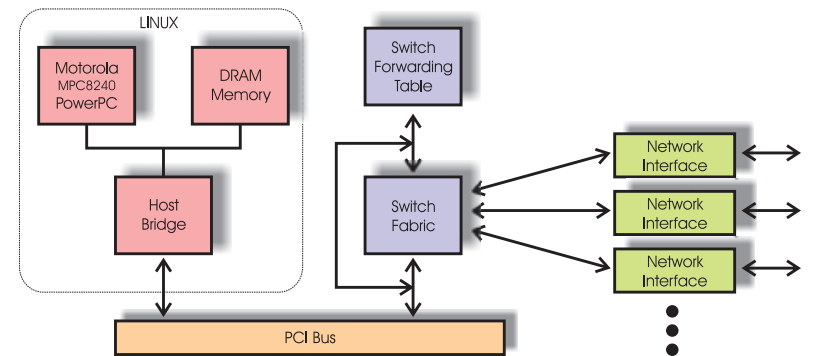 LINUX
Motorola
MPC8240
PowerPC
DRAM
Memory
Host
Bridge
Switch
Forwarding
Table
Switch
Fabric
Network
Interface
Network
Interface
Network
Interface
PCI Bus